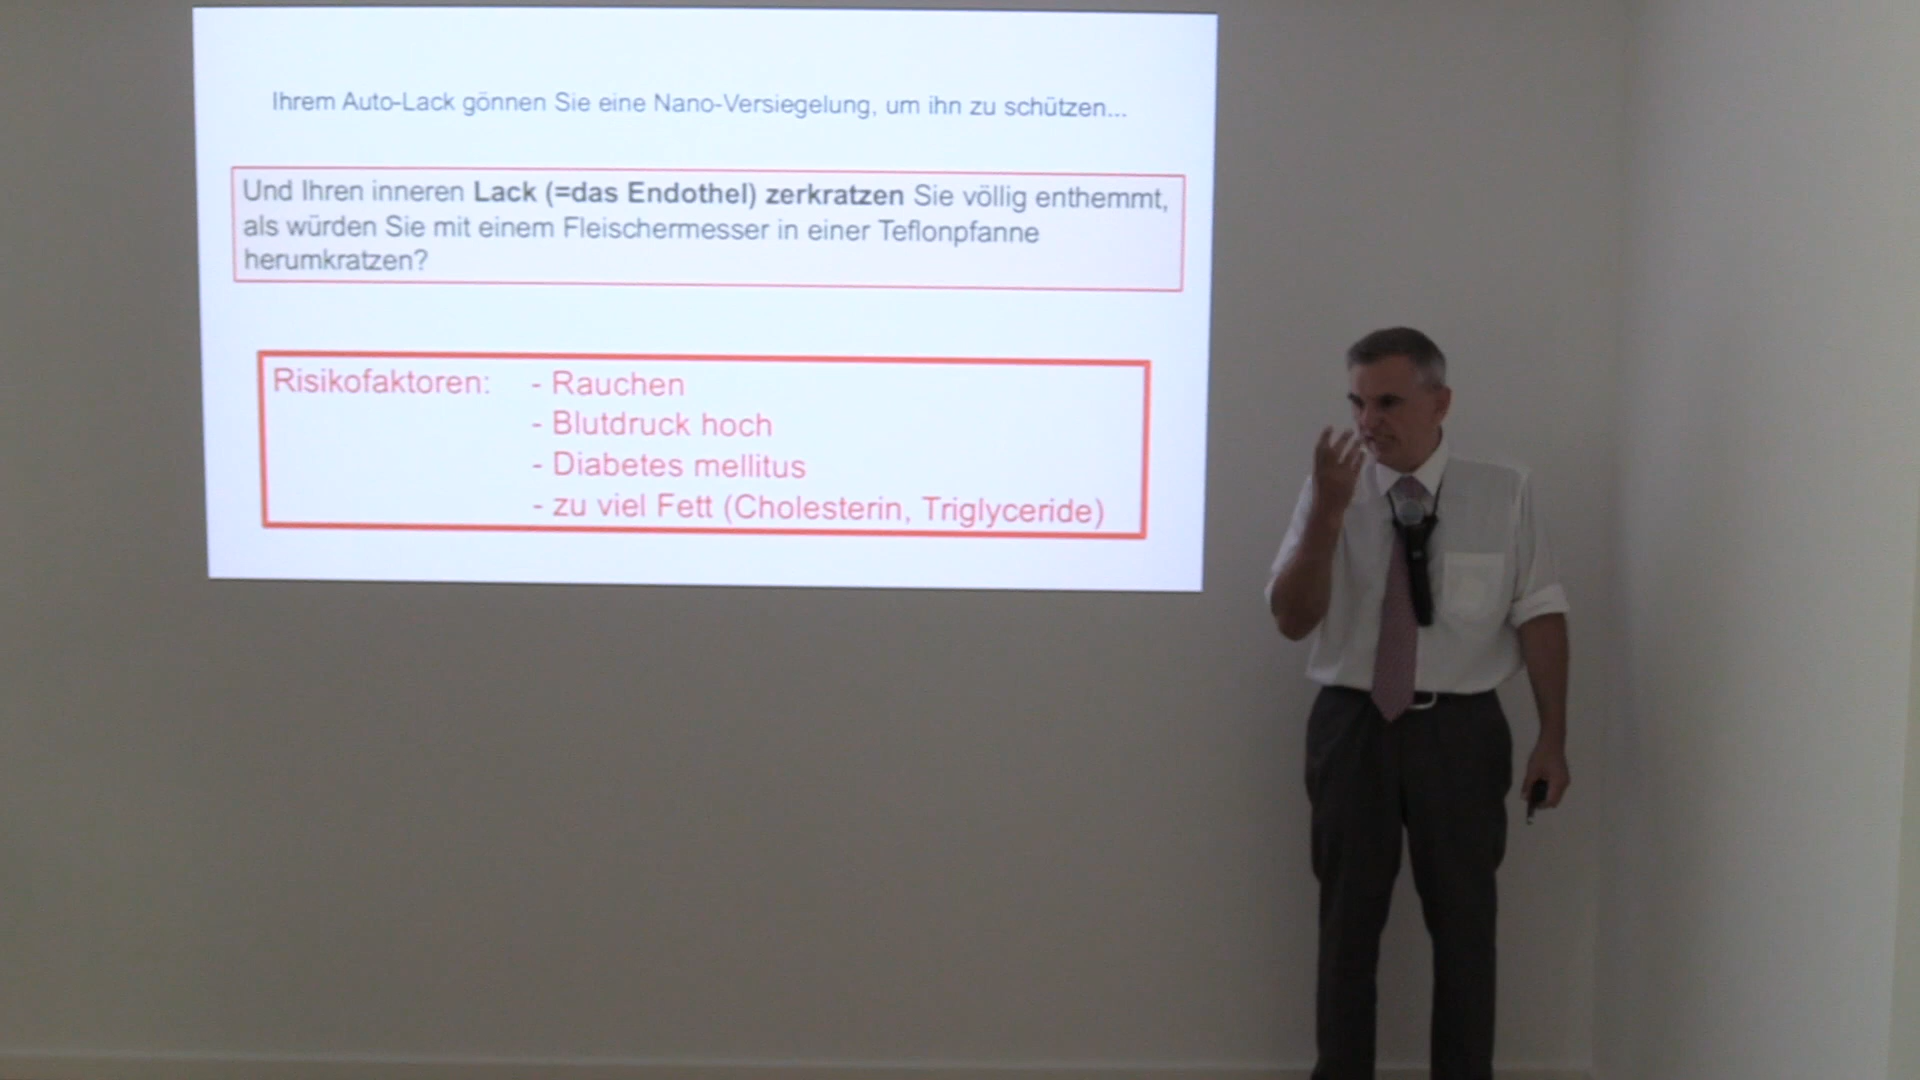 Ihrem Auto-Lack gönnen Sie eine Nano-Versiegelung, um ihn zu schützen...
Und Ihren inneren Lack (=das Endothel) zerkratzen Sie völlig enthemmt,
als würden Sie mit einem Fleischermesser in einer Teflonpfanne
herumkratzen?
Risikofaktoren: - Rauchen
- Blutdruck hoch
- Diabetes mellitus
- zu viel Fett (Cholesterin, Triglyceride)